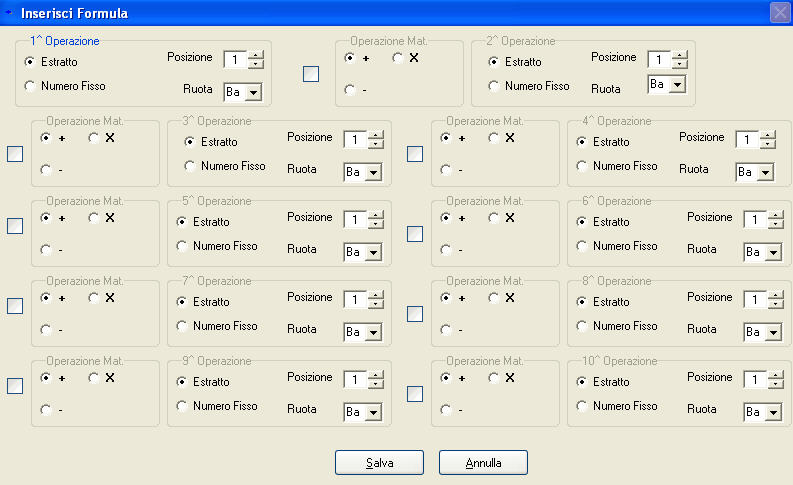 Inserisci Formula
1^ Operazione
Operazione Mat.
2^ Operazione
Estratto Posizione 1 + X Estratto Posizione 1
Numero Fisso Ruota Ba - Numero Fisso Ruota Ba
Operazione Mat. 3^ Operazione Operazione Mat. 4^ Operazione
+ X Estratto Posizione 1 + X Estratto Posizione 1
- Numero Fisso Ruota Ba - Numero Fisso Ruota Ba
Operazione Mat. 5^ Operazione Operazione Mat. 6^ Operazione
+ X Estratto Posizione 1 + X Estratto Posizione 1
- Numero Fisso Ruota Ba - Numero Fisso Ruota Ba
Operazione Mat. 7^ Operazione Operazione Mat. 8^ Operazione
+ X Estratto Posizione 1 + X Estratto Posizione 1
- Numero Fisso Ruota Ba - Numero Fisso Ruota Ba
Operazione Mat. 9^ Operazione Operazione Mat. 10^ Operazione
+ X Estratto Posizione 1 + X Estratto Posizione 1
- Numero Fisso Ruota Ba - Numero Fisso Ruota Ba
Salva Annulla